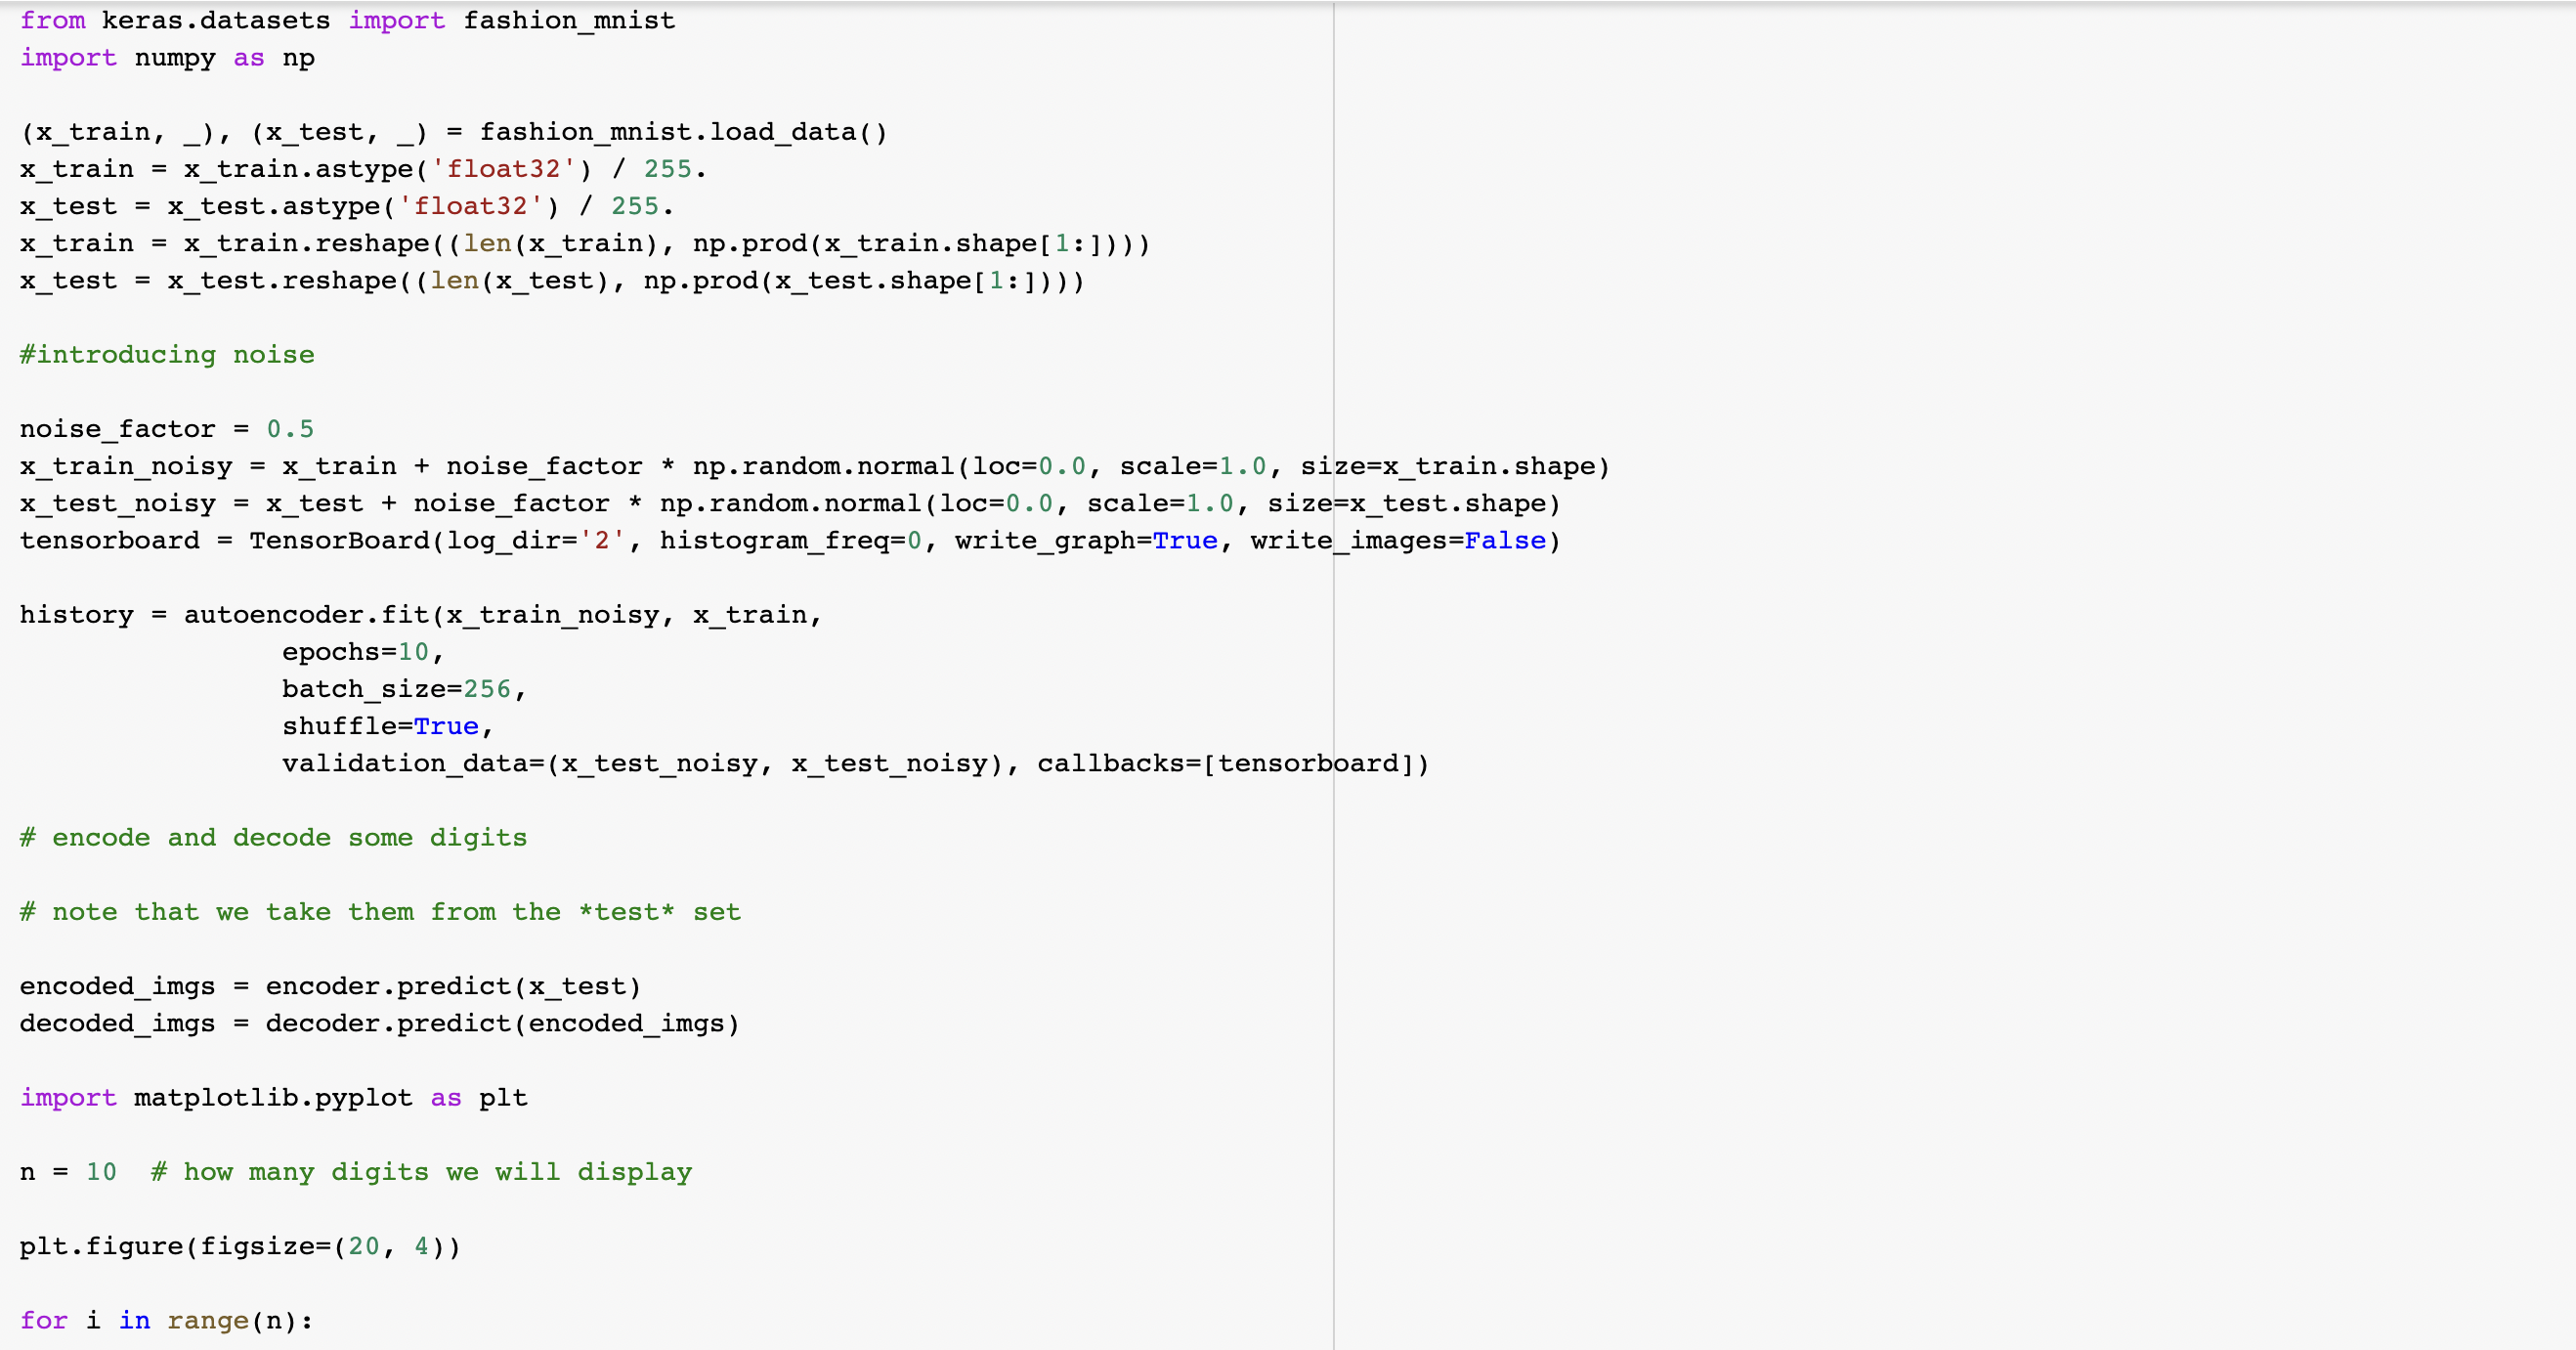 from keras.datasets import fashion_mnist
import numpy as np
(x_train, _), (x_test, _) = fashion_mnist.load_data()
x_train = x_train.astype('float32') / 255.
x_test = x_test.astype('float32') / 255.
x_train = x_train.reshape((len(x_train), np.prod(x_train.shape[1:])))
x_test = x_test.reshape((len(x_test), np.prod(x_test.shape[1:])))
#introducing noise
noise_factor = 0.5
x_train_noisy = x_train + noise_factor * np.random.normal(loc=0.0, scale=1.0, size=x_train.shape)
x_test_noisy = x_test + noise_factor * np.random.normal(loc=0.0, scale=1.0, size=x_test.shape)
tensorboard = TensorBoard(log_dir='2', histogram_freq=0, write_graph=True, write_images=False)
history = autoencoder.fit(x_train_noisy, x_train,
epochs=10,
batch_size=256,
shuffle=True,
validation_data=(x_test_noisy, x_test_noisy), callbacks=[tensorboard])
# encode and decode some digits
# note that we take them from the *test* set
encoded_imgs = encoder.predict(x_test)
decoded_imgs = decoder.predict(encoded_imgs)
import matplotlib.pyplot as plt
n = 10  # how many digits we will display
plt.figure(figsize=(20, 4))
for i in range(n):